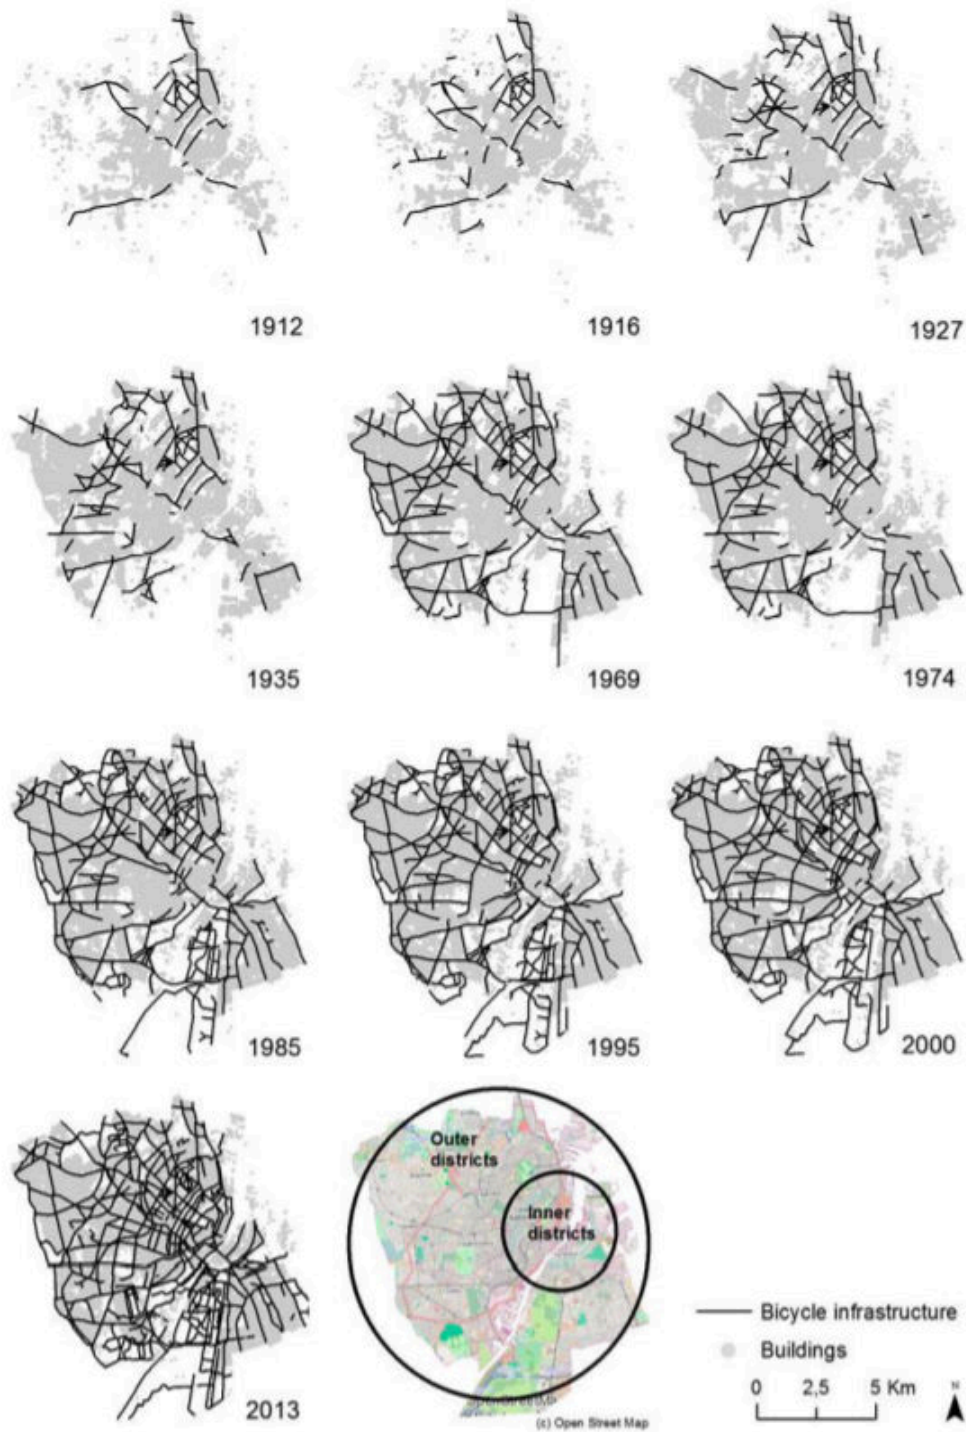 1912
1916
1927
1935
1969
1974
1985
1995
2000
2013
Outer
districts
Inner
districts
(c) Open Street Map
Bicycle infrastructure
Buildings
0 2,5 5 Km
N